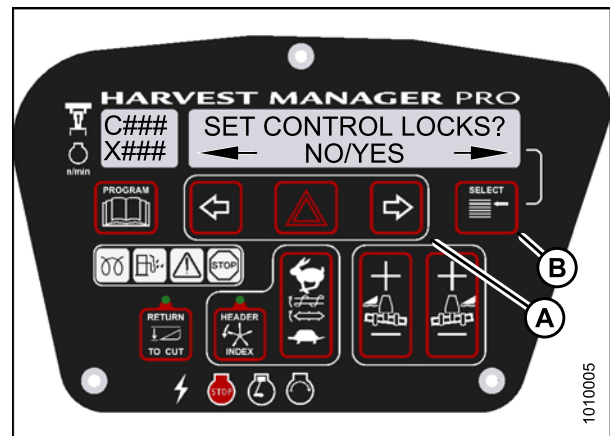 HARVEST MANAGER PRO
C###
X###
SET CONTROL LOCKS?
NO/YES
n/min
PROGRAM
SELECT
STOP
B
A
RETURN
TO CUT
HEADER
INDEX
STOP
1010005